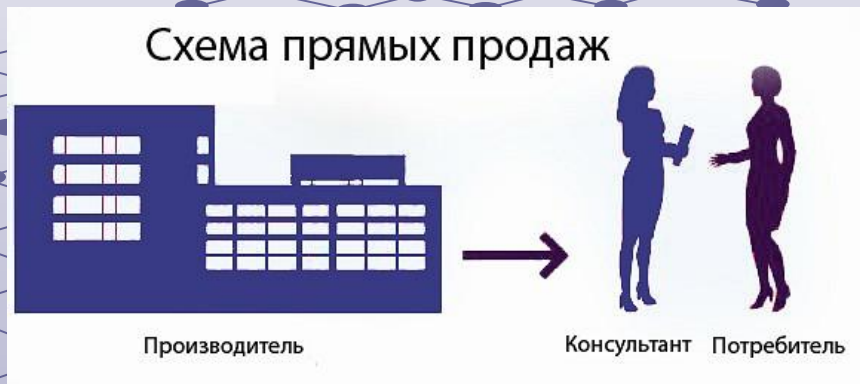 Схема прямых продаж
Производитель
Консультант
Потребитель